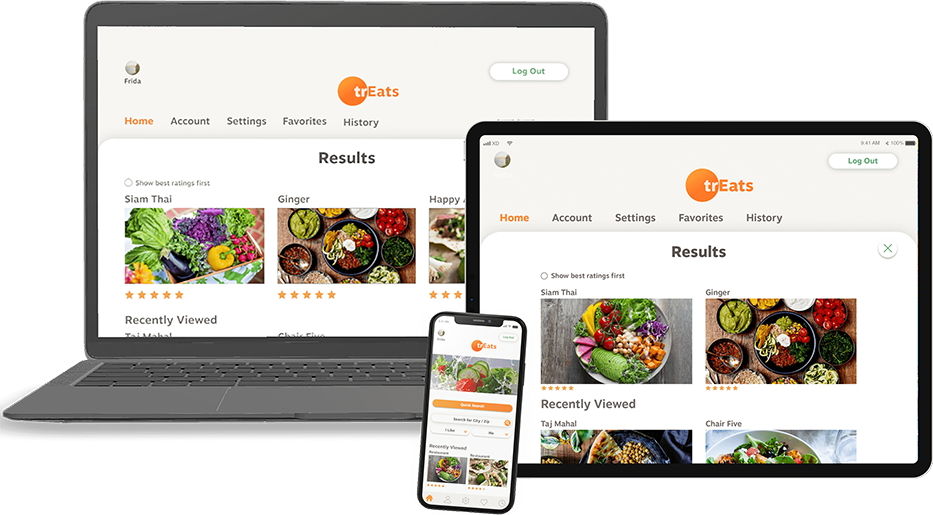 Frida
Log Out
trEats
Home Account Settings Favorites History
Results
Show best ratings first
Siam Thai Ginger Happy
Recently Viewed
Taj Mahal Chair Five
XD 9:41 AM 100%
Log Out
trEats
Home Account Settings Favorites History
Results
Show best ratings first
Siam Thai Ginger
Recently Viewed
Taj Mahal Chair Five
Frida
Log Out
trEats
Quick Search
Search for City / Zip
I Like Me
Recently Viewed
Restaurant Restaurant